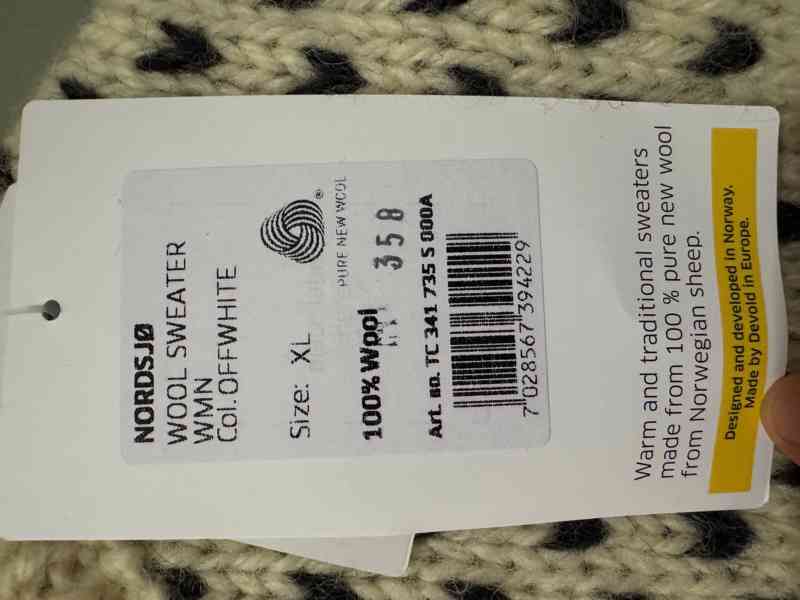 NORDSJØ
WOOL SWEATER
WMN
Col. OFFWHITE
Size: XL
®
PURE NEW WOOL
100% Wool
358
Art. no. TC 341 735 S 000A
7 028567 394229
Warm and traditional sweaters
made from 100 % pure new wool
from Norwegian sheep.
Designed and developed in Norway.
Made by Devold in Europe.